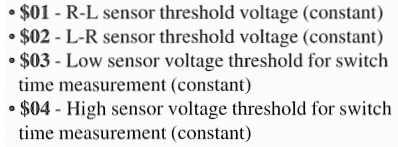 • $01 - R-L sensor threshold voltage (constant)
• $02 - L-R sensor threshold voltage (constant)
• $03 - Low sensor voltage threshold for switch
time measurement (constant)
• $04 - High sensor voltage threshold for switch
time measurement (constant)